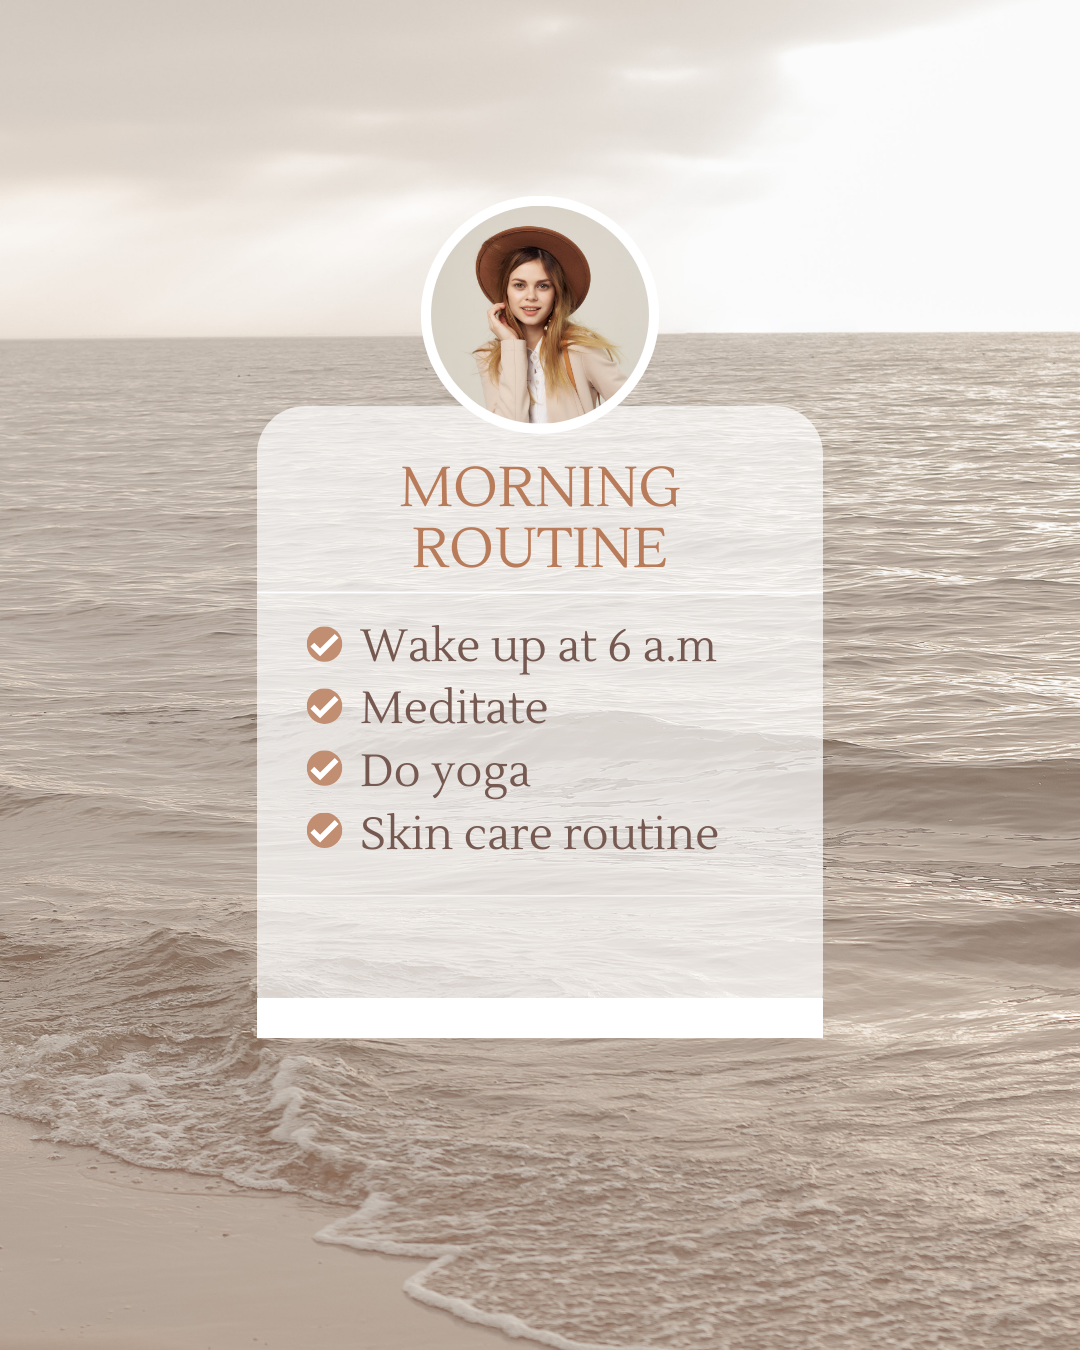 MORNING
ROUTINE
Wake up at 6 a.m
Meditate
Do yoga
Skin care routine